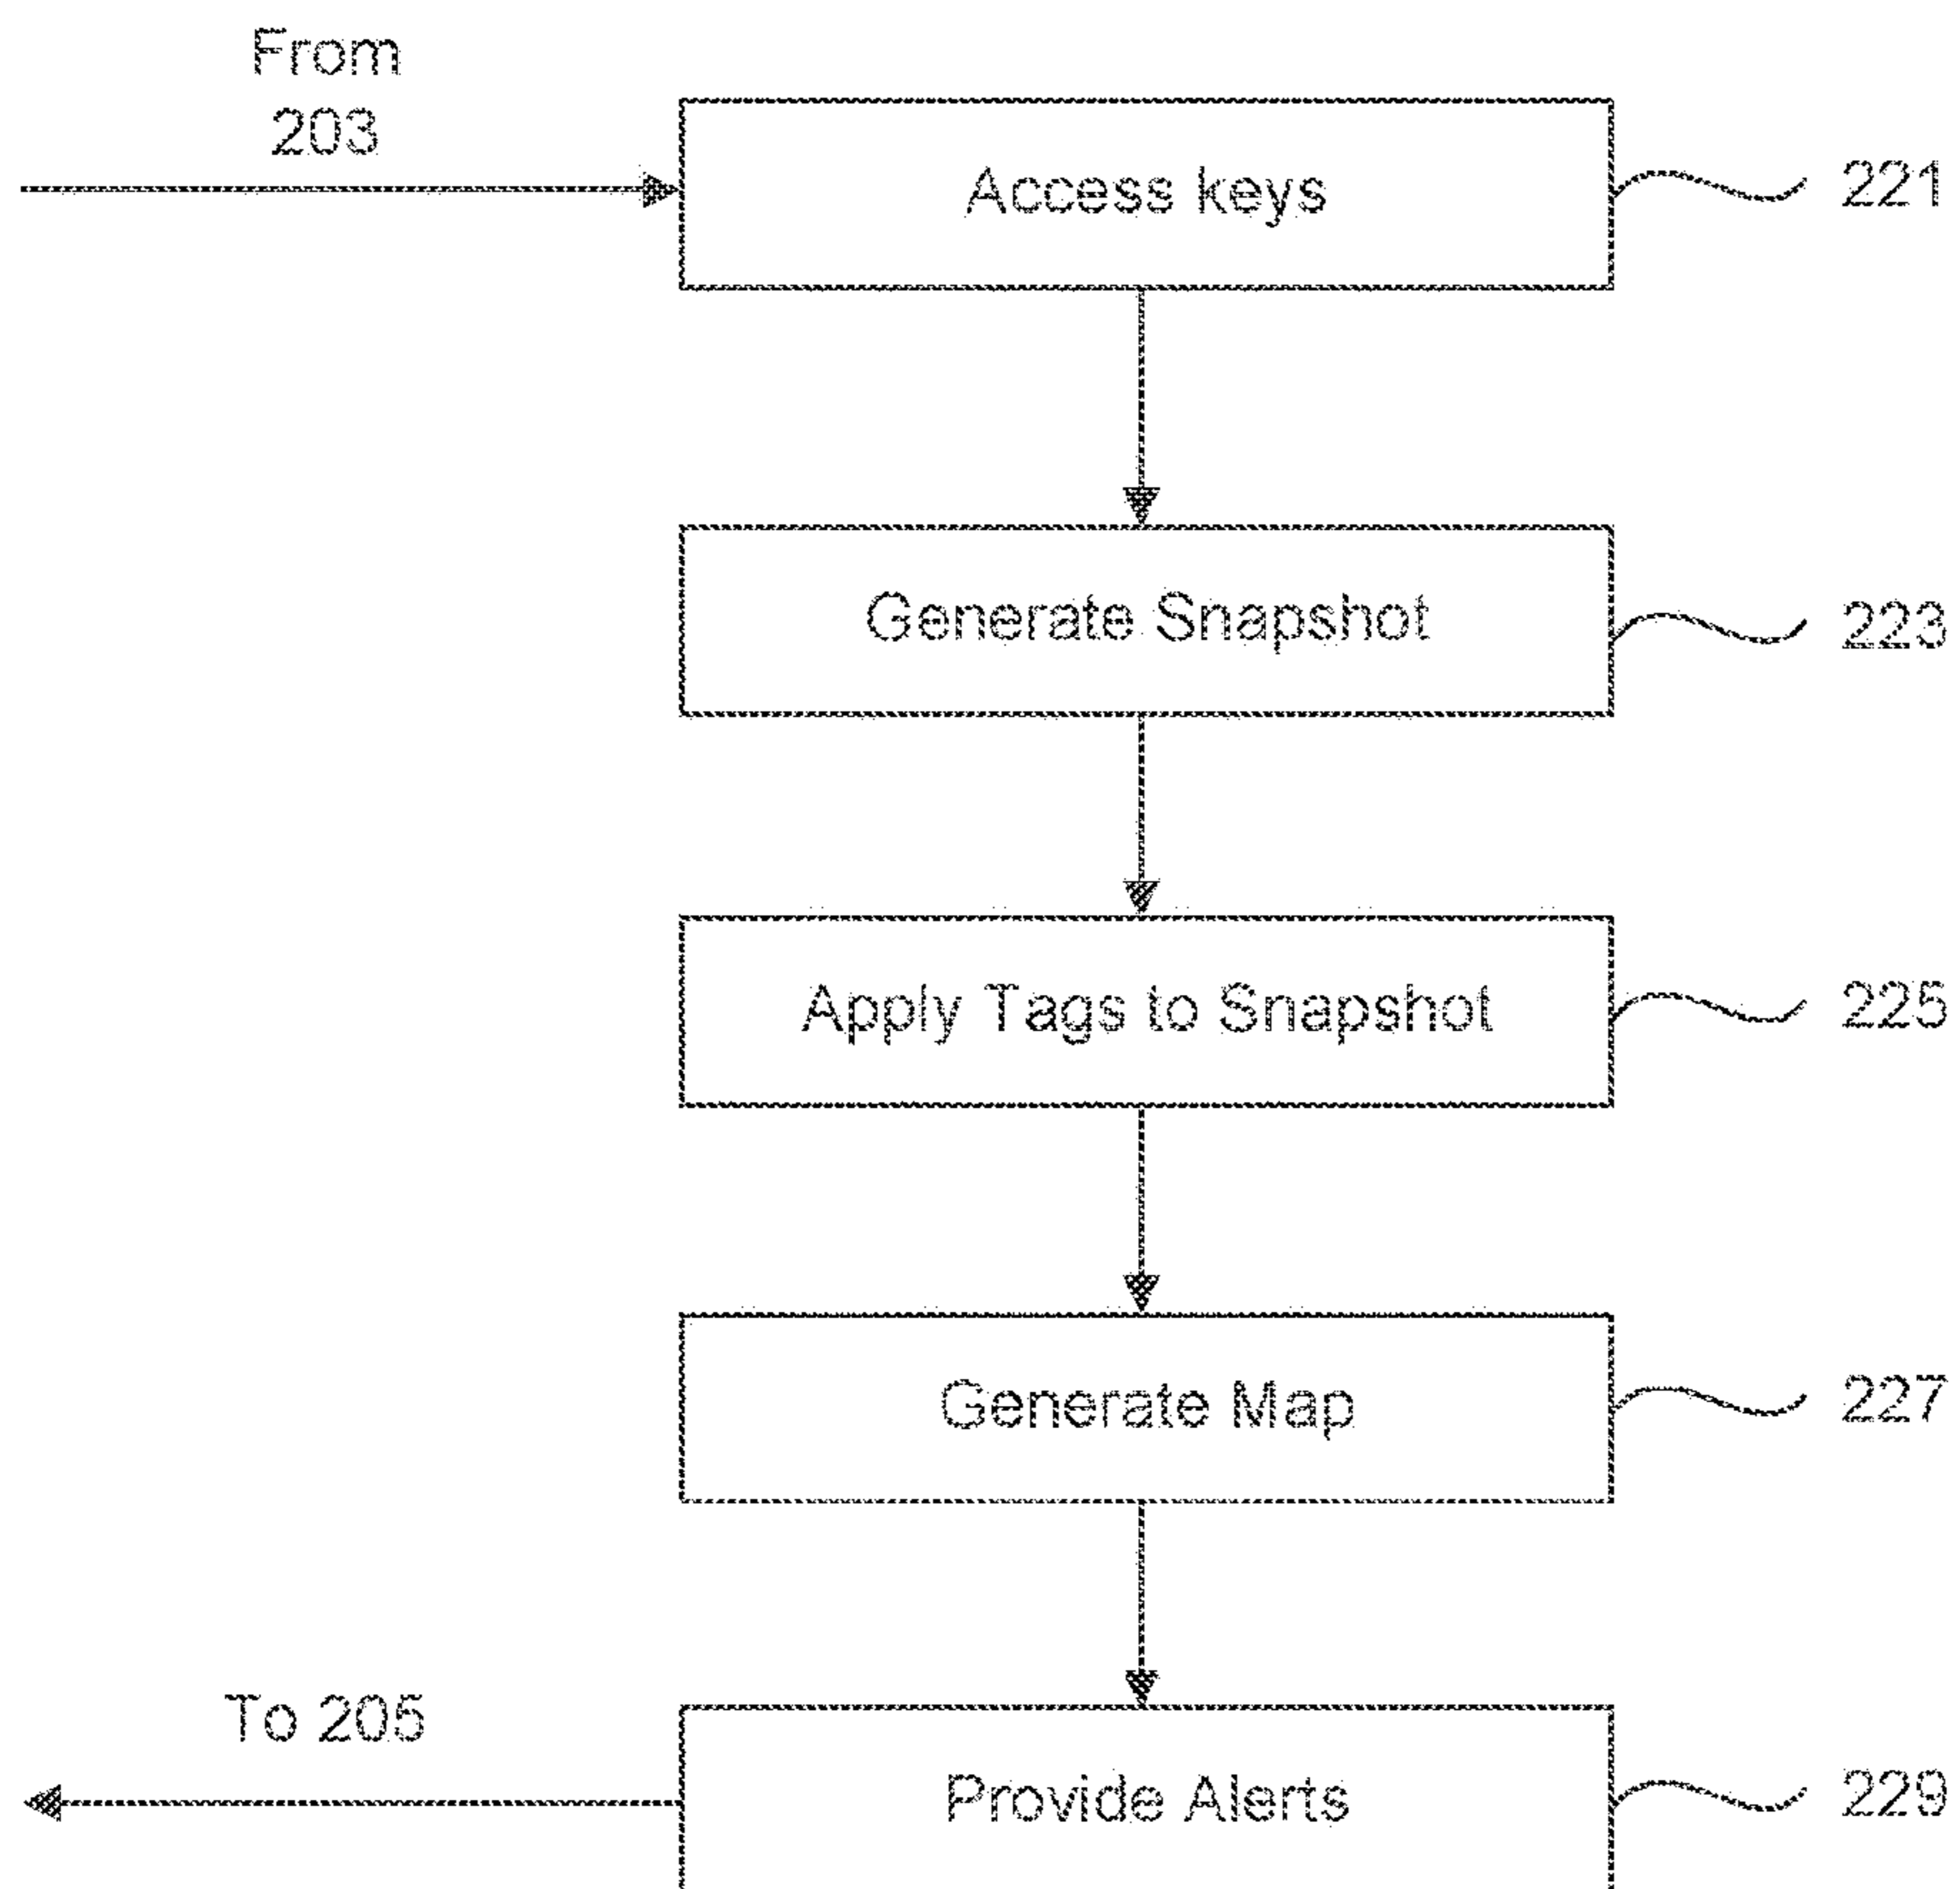 From
203
Access keys
221
Generate Snapshot
223
Apply Tags to Snapshot
225
Generate Map
227
To 205
Provide Alerts
229